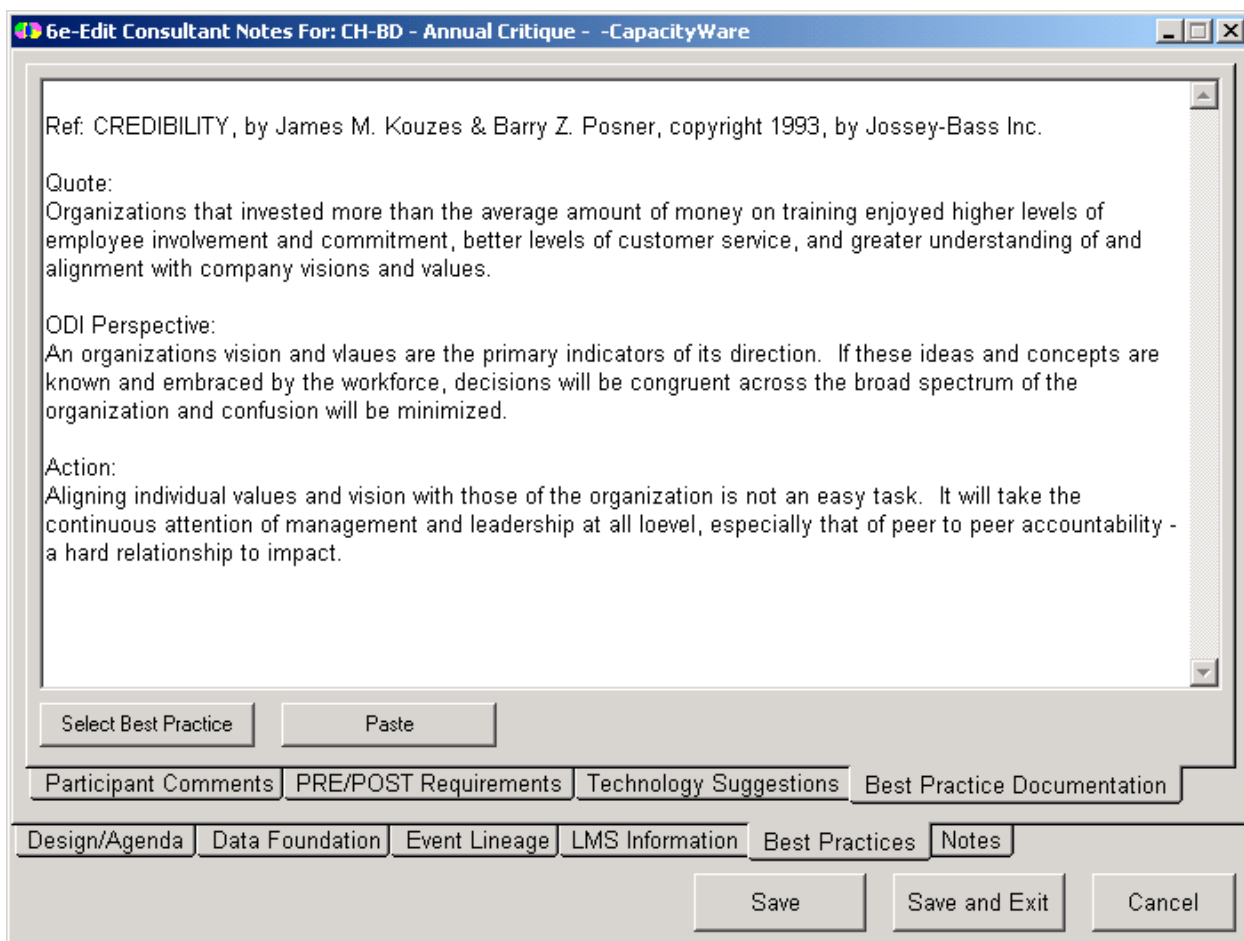 6e-Edit Consultant Notes For: CH-BD - Annual Critique - -CapacityWare
Ref: CREDIBILITY, by James M. Kouzes & Barry Z. Posner, copyright 1993, by Jossey-Bass Inc.
Quote:
Organizations that invested more than the average amount of money on training enjoyed higher levels of
employee involvement and commitment, better levels of customer service, and greater understanding of and
alignment with company visions and values.
ODI Perspective:
An organizations vision and vlaues are the primary indicators of its direction.  If these ideas and concepts are
known and embraced by the workforce, decisions will be congruent across the broad spectrum of the
organization and confusion will be minimized.
Action:
Aligning individual values and vision with those of the organization is not an easy task.  It will take the
continuous attention of management and leadership at all loevel, especially that of peer to peer accountability -
a hard relationship to impact.
Select Best Practice Paste
Participant Comments PRE/POST Requirements Technology Suggestions Best Practice Documentation
Design/Agenda Data Foundation Event Lineage LMS Information Best Practices Notes
Save Save and Exit Cancel